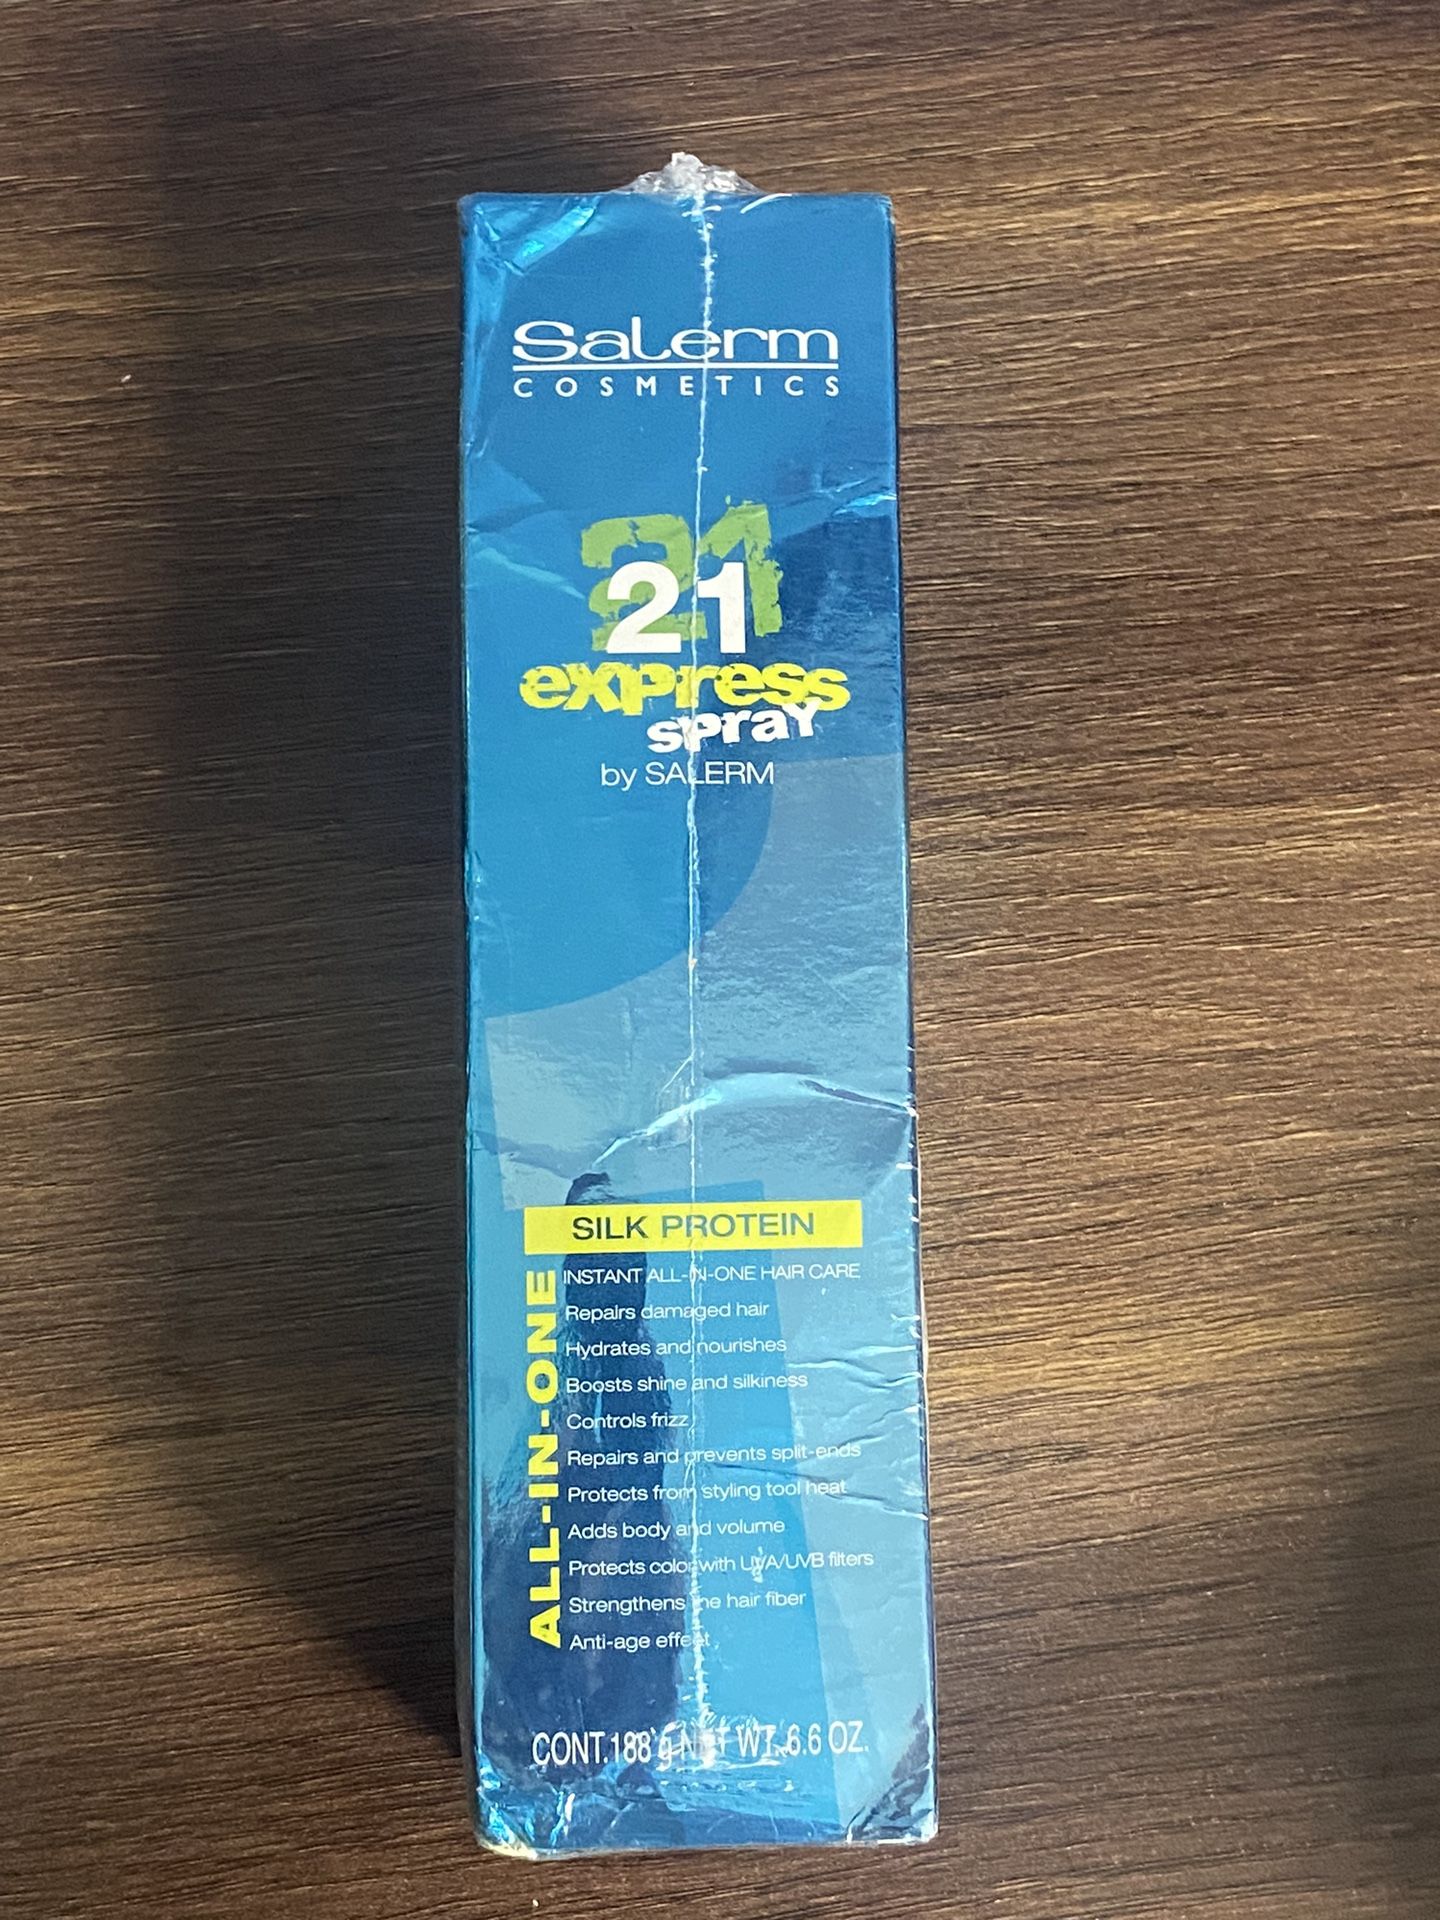 Salerm
COSMETICS
21
21
express
spray
by SALERM
SILK PROTEIN
ALL-IN-ONE
INSTANT ALL-IN-ONE HAIR CARE
Repairs damaged hair
Hydrates and nourishes
Boosts shine and silkiness
Controls frizz
Repairs and prevents split-ends
Protects from styling tool heat
Adds body and volume
Protects color with UVA/UVB filters
Strengthens the hair fiber
Anti-age effect
CONT.188 g NET WT. 6.6 OZ.